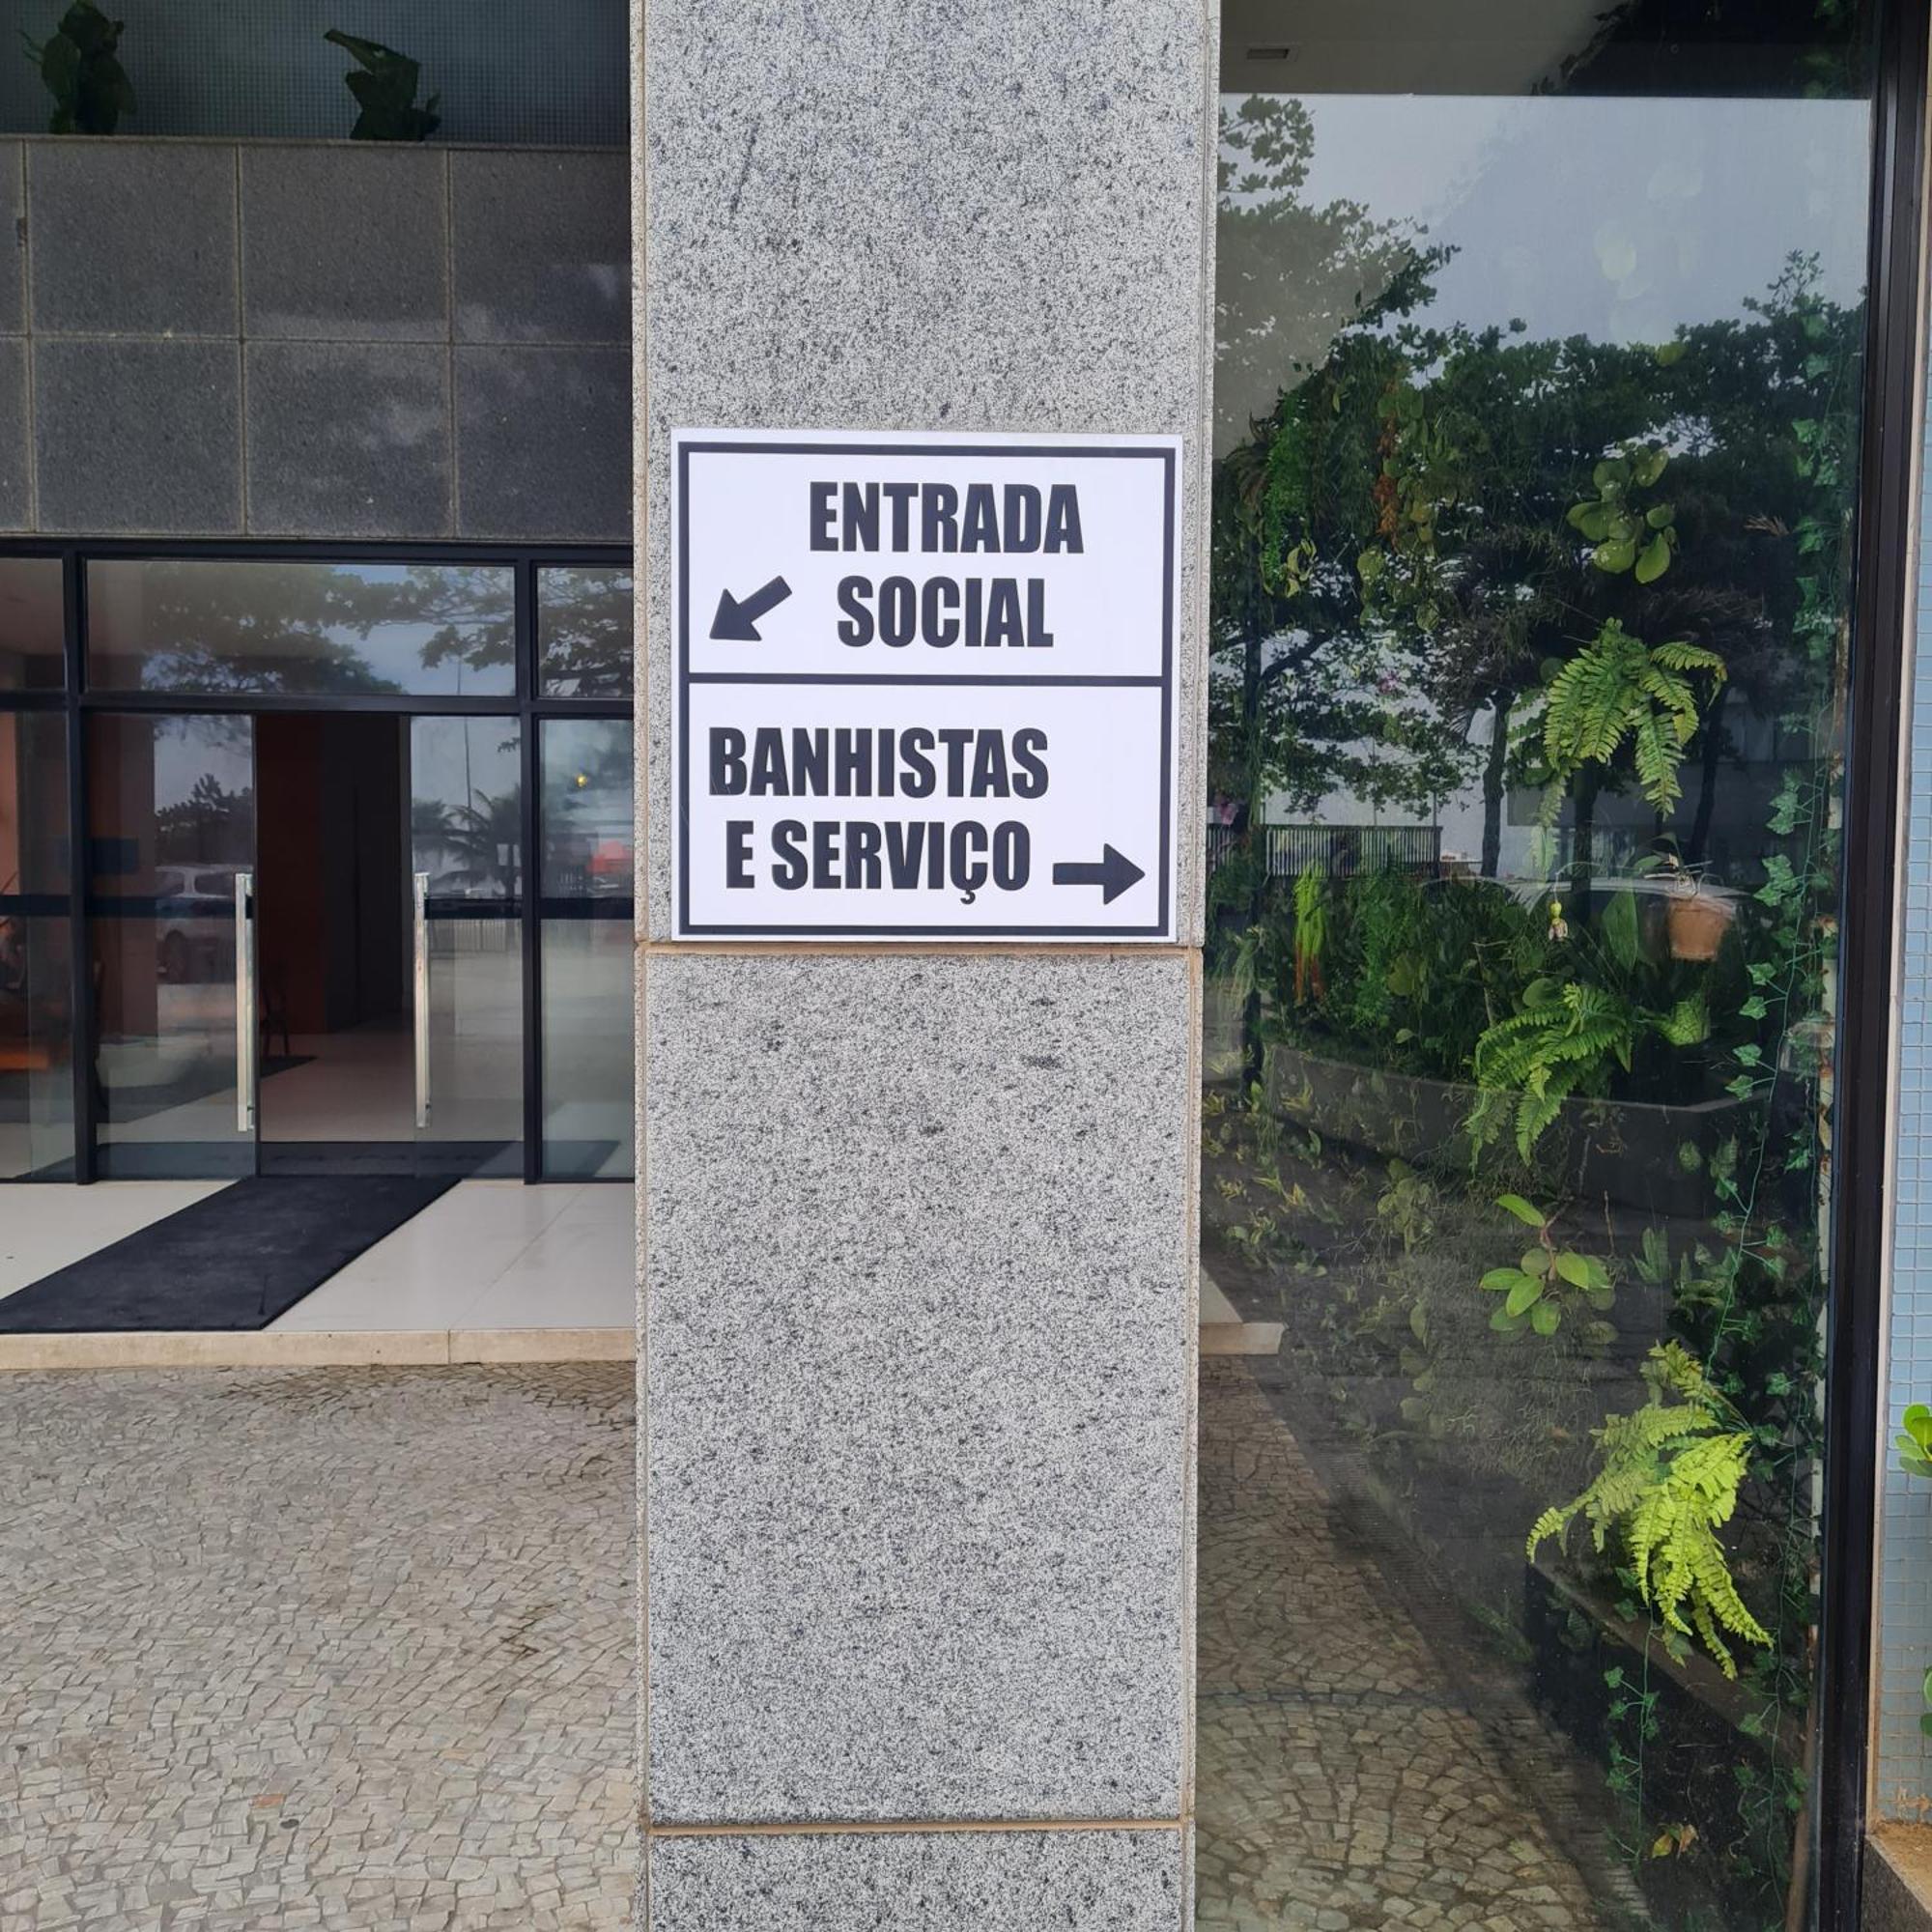 ENTRADA
SOCIAL
BANHISTAS
E SERVIÇO